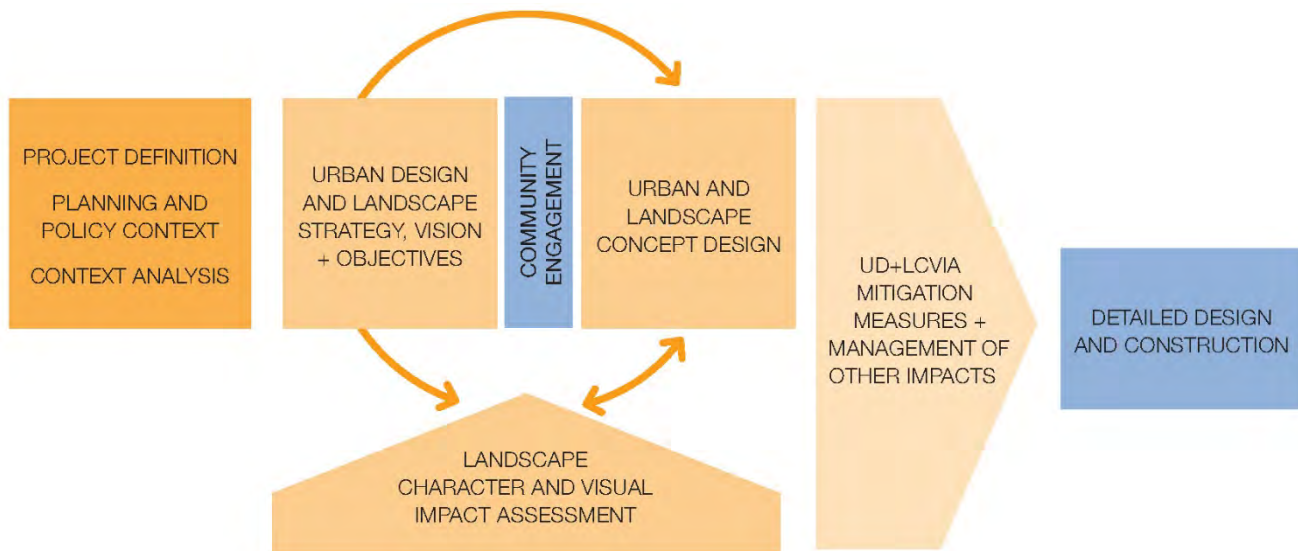 PROJECT DEFINITION
PLANNING AND
POLICY CONTEXT
CONTEXT ANALYSIS
URBAN DESIGN
AND LANDSCAPE
STRATEGY, VISION
+ OBJECTIVES
COMMUNITY
ENGAGEMENT
URBAN AND
LANDSCAPE
CONCEPT DESIGN
LANDSCAPE
CHARACTER AND VISUAL
IMPACT ASSESSMENT
UD+LCVIA
MITIGATION
MEASURES +
MANAGEMENT OF
OTHER IMPACTS
DETAILED DESIGN
AND CONSTRUCTION